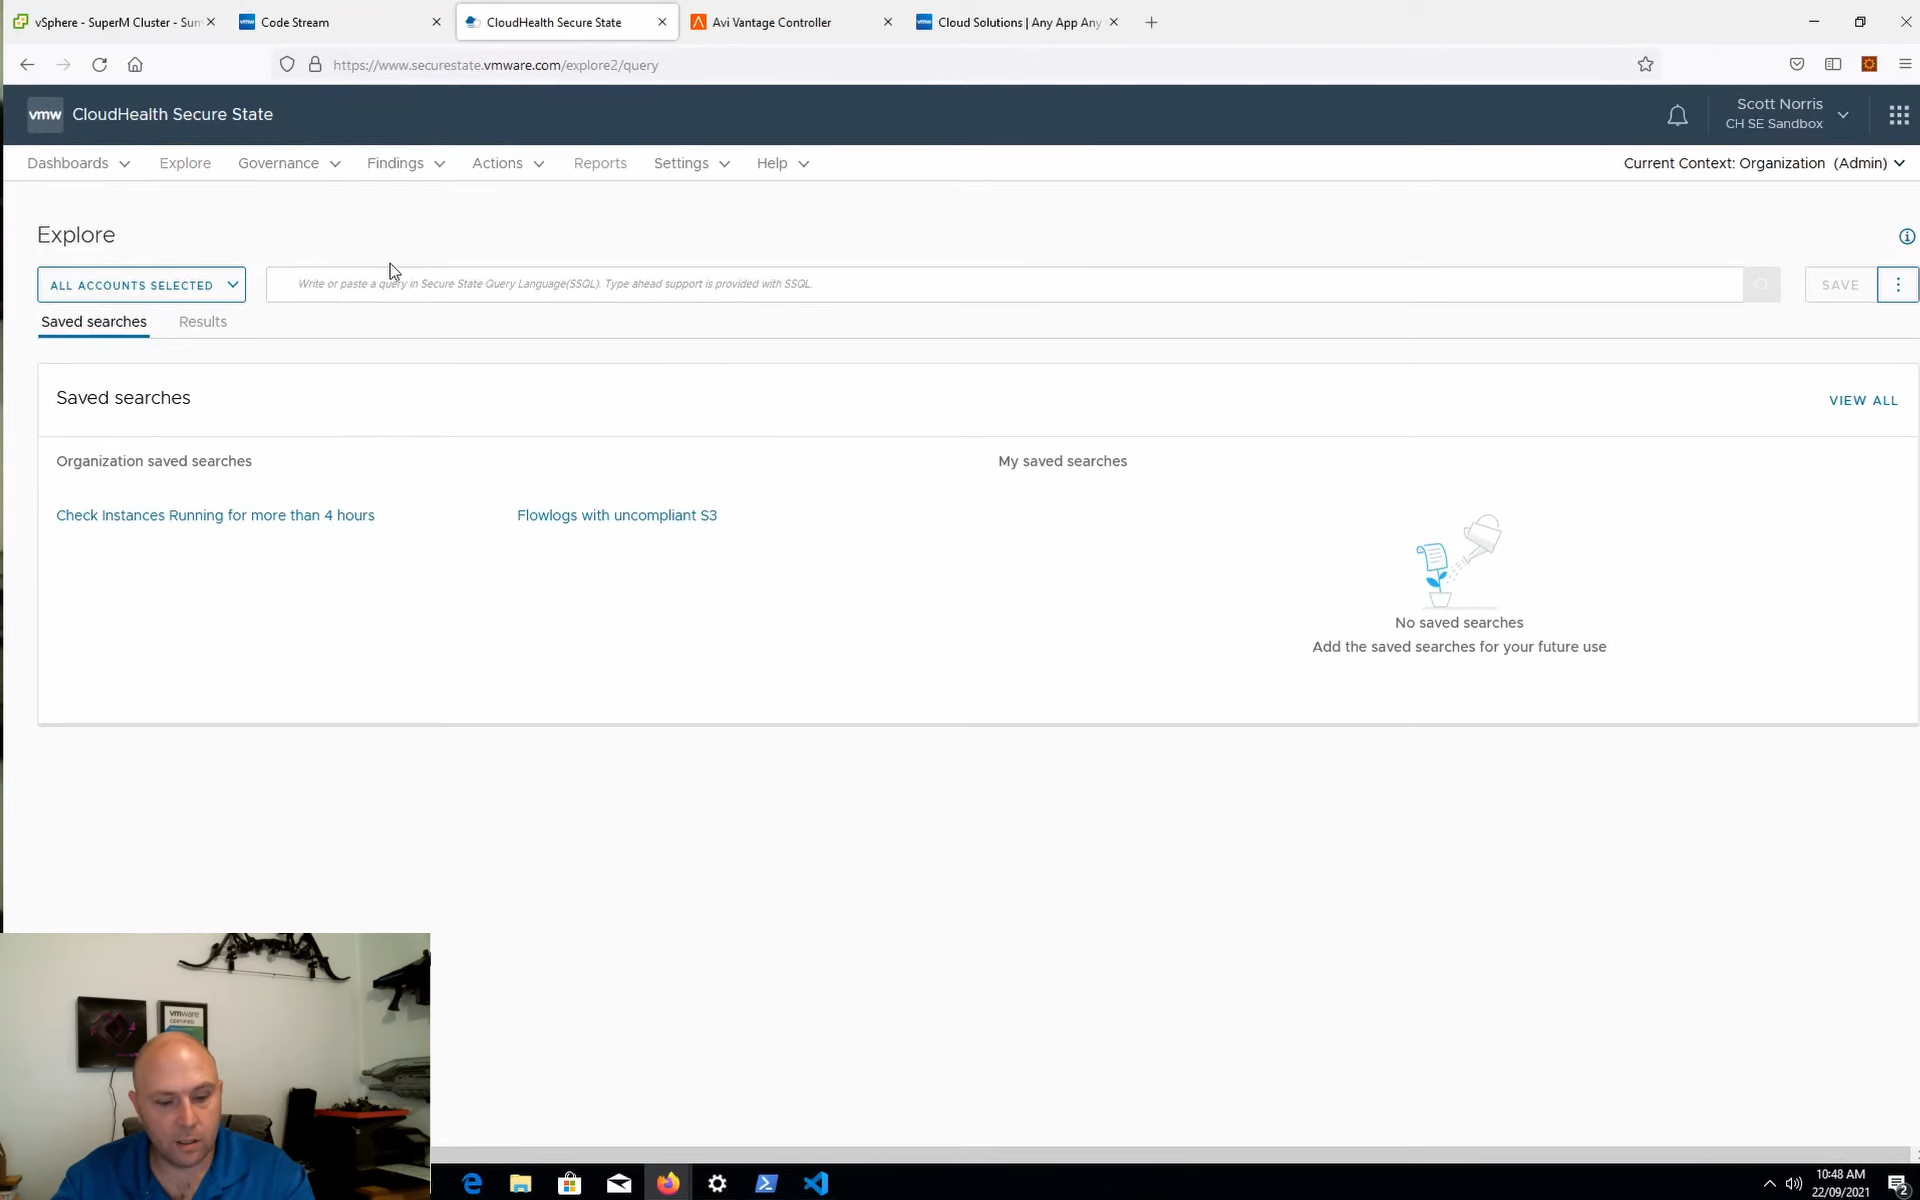 vSphere - SuperM Cluster - Sum
Code Stream
CloudHealth Secure State
Avi Vantage Controller
Cloud Solutions | Any App Any
https://www.securestate.vmware.com/explore2/query
vmw
CloudHealth Secure State
Scott Norris
CH SE Sandbox
Dashboards
Explore
Governance
Findings
Actions
Reports
Settings
Help
Current Context: Organization (Admin)
Explore
ALL ACCOUNTS SELECTED
Write or paste a query in Secure State Query Language(SSQL). Type ahead support is provided with SSQL.
SAVE
Saved searches
Results
Saved searches
VIEW ALL
Organization saved searches
My saved searches
Check Instances Running for more than 4 hours
Flowlogs with uncompliant S3
No saved searches
Add the saved searches for your future use
vmware
CERTIFIED
10:48 AM
22/09/2021
2